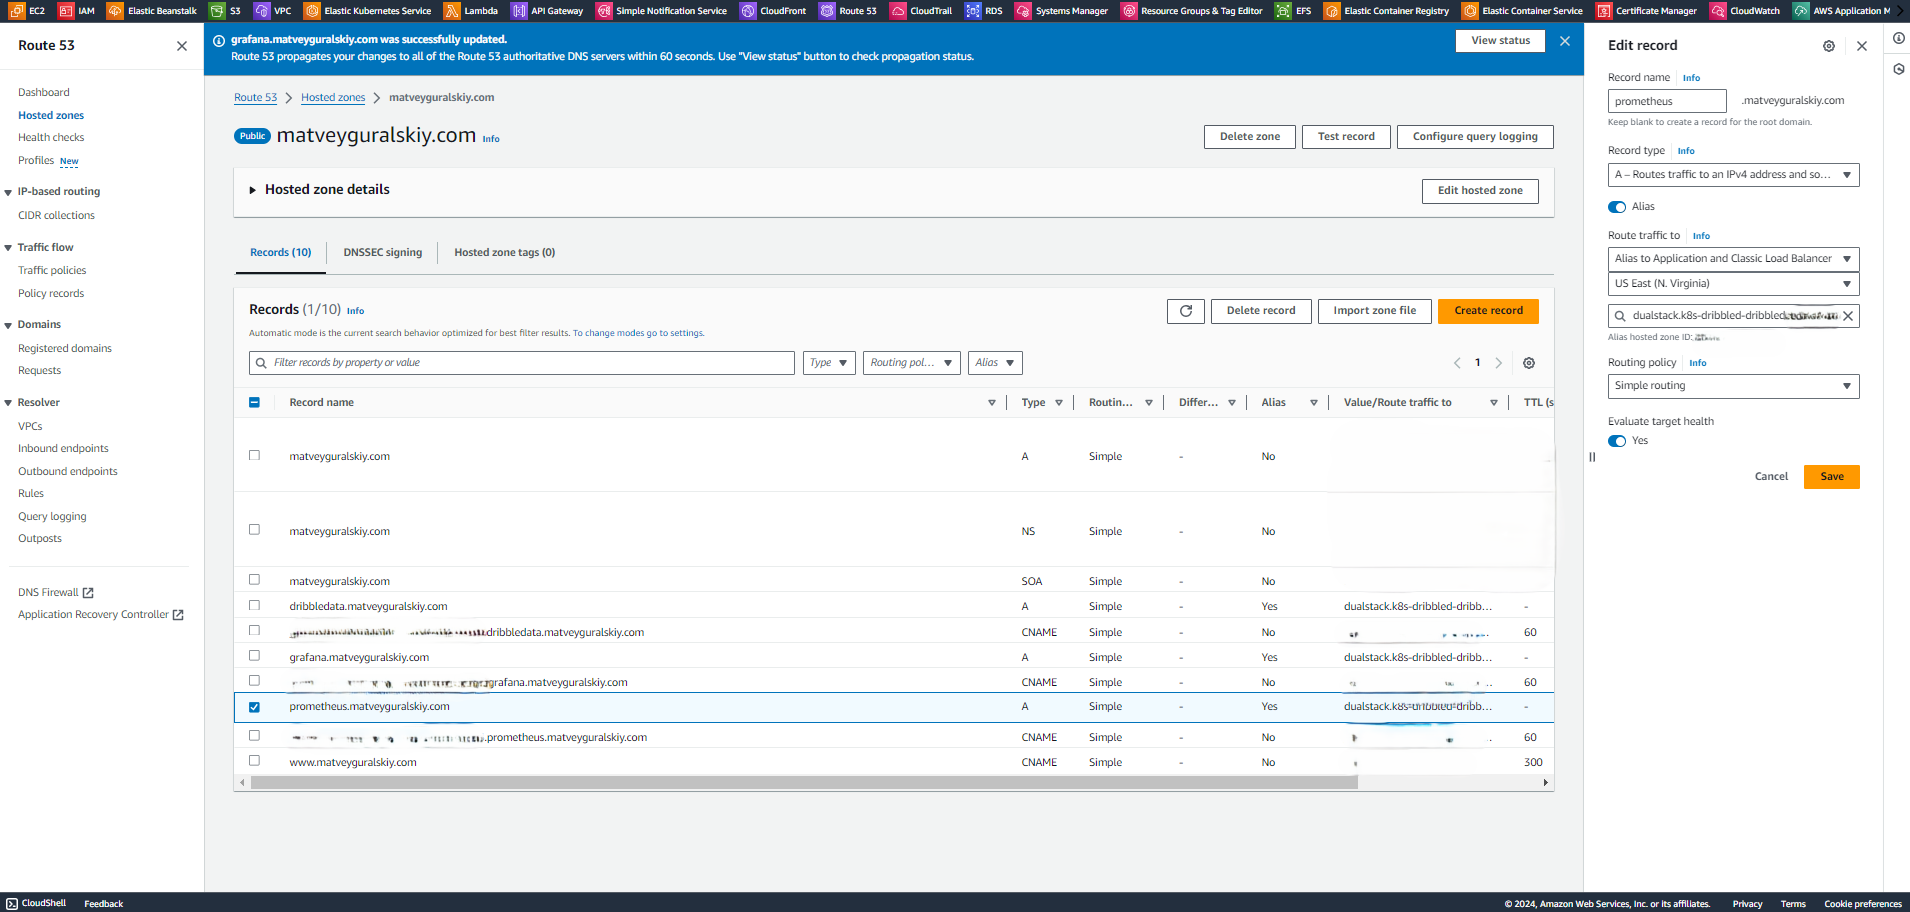 EC2 IAM Elastic Beanstalk S3 VPC Elastic Kubernetes Service Lambda API Gateway Simple Notification Service CloudFront Route 53 CloudTrail RDS Systems Manager Resource Groups & Tag Editor EFS Elastic Container Registry Elastic Container Service Certificate Manager CloudWatch AWS Application M
Route 53
Dashboard
Hosted zones
Health checks
Profiles New
IP-based routing
CIDR collections
Traffic flow
Traffic policies
Policy records
Domains
Registered domains
Requests
Resolver
VPCs
Inbound endpoints
Outbound endpoints
Rules
Query logging
Outposts
DNS Firewall
Application Recovery Controller
grafana.matveyguralskiy.com was successfully updated.
Route 53 propagates your changes to all of the Route 53 authoritative DNS servers within 60 seconds. Use "View status" button to check propagation status.
View status
Route 53 Hosted zones matveyguralskiy.com
Public matveyguralskiy.com Info
Delete zone Test record Configure query logging
Hosted zone details
Edit hosted zone
Records (10) DNSSEC signing Hosted zone tags (0)
Records (1/10) Info
Delete record Import zone file Create record
Automatic mode is the current search behavior optimized for best filter results. To change modes go to settings.
Filter records by property or value Type Routing pol... Alias 1
Record name Type Routin... Differ... Alias Value/Route traffic to TTL (s
matveyguralskiy.com A Simple - No
matveyguralskiy.com NS Simple - No
matveyguralskiy.com SOA Simple - No
dribbledata.matveyguralskiy.com A Simple - Yes dualstack.k8s-dribbled-dribb... -
.dribbledata.matveyguralskiy.com CNAME Simple - No 60
grafana.matveyguralskiy.com A Simple - Yes dualstack.k8s-dribbled-dribb... -
grafana.matveyguralskiy.com CNAME Simple - No 60
prometheus.matveyguralskiy.com A Simple - Yes dualstack.k8s-dribbled-dribb... -
.prometheus.matveyguralskiy.com CNAME Simple - No 60
www.matveyguralskiy.com CNAME Simple - No 300
Edit record
Record name Info
prometheus .matveyguralskiy.com
Keep blank to create a record for the root domain.
Record type Info
A – Routes traffic to an IPv4 address and so...
Alias
Route traffic to Info
Alias to Application and Classic Load Balancer
US East (N. Virginia)
dualstack.k8s-dribbled-dribbled
Alias hosted zone ID:
Routing policy Info
Simple routing
Evaluate target health
Yes
Cancel Save
CloudShell Feedback
© 2024, Amazon Web Services, Inc. or its affiliates. Privacy Terms Cookie preferences